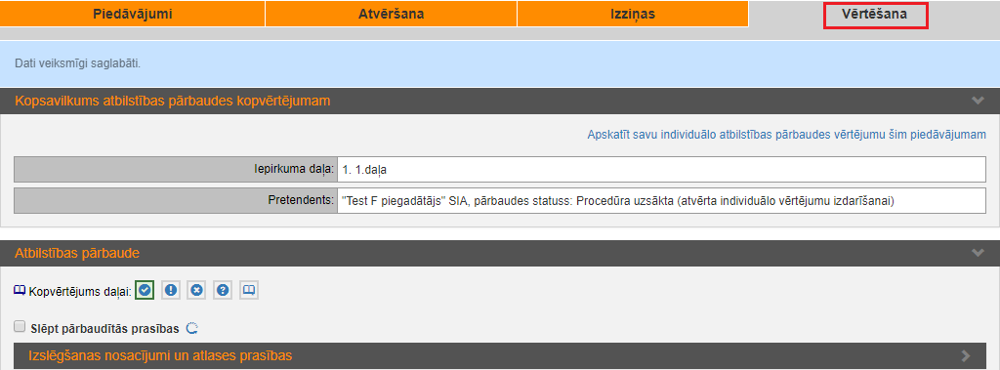 Piedāvājumi Atvēršana Izziņas Vērtēšana
Dati veiksmīgi saglabāti.
Kopsavilkums atbilstības pārbaudes kopvērtējumam
Apskatīt savu individuālo atbilstības pārbaudes vērtējumu šim piedāvājumam
Iepirkuma daļa: 1. 1.daļa
Pretendents: "Test F piegādātājs" SIA, pārbaudes statuss: Procedūra uzsākta (atvērta individuālo vērtējumu izdarīšanai)
Atbilstības pārbaude
Kopvērtējums daļai:
Slēpt pārbaudītās prasības
Izslēgšanas nosacījumi un atlases prasības